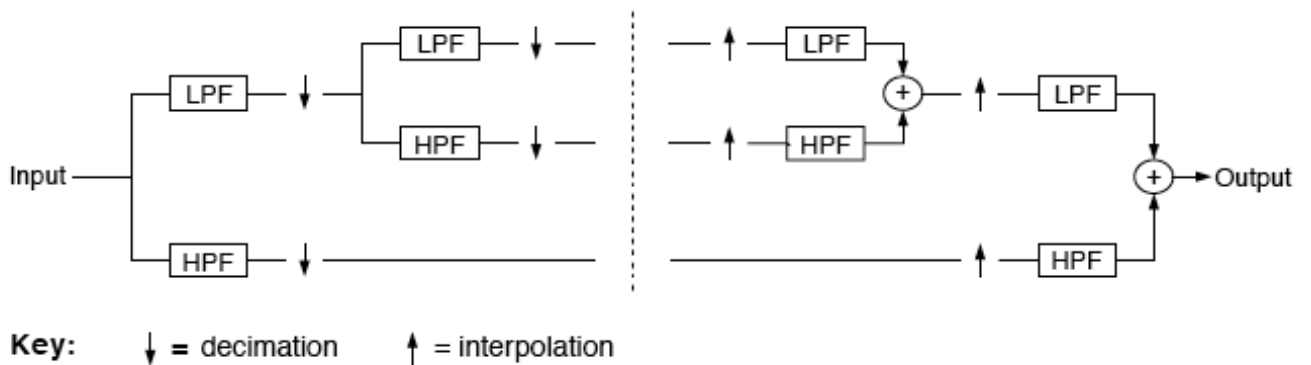 LPF
LPF
LPF
LPF
+
HPF
HPF
Input
+
Output
HPF
HPF
Key: ↓ = decimation ↑ = interpolation